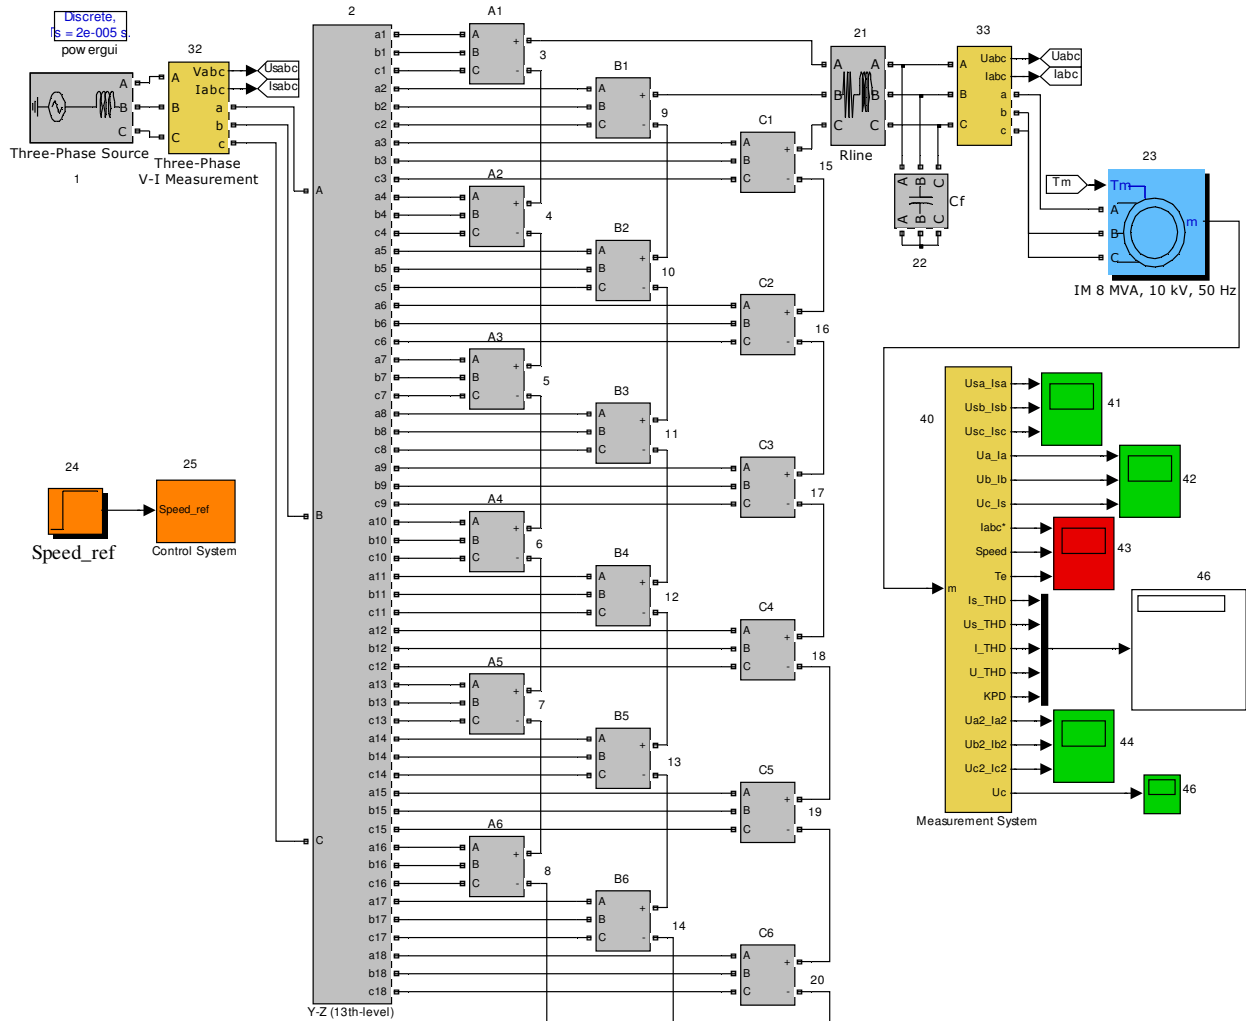 Discrete,
s = 2e-005 s.
powergui
1
Three-Phase Source
A
B
C
32
A
B
C
Vabc
Iabc
a
b
c
Three-Phase
V-I Measurement
Usabc
Isabc
2
A
B
C
a1
b1
c1
a2
b2
c2
a3
b3
c3
a4
b4
c4
a5
b5
c5
a6
b6
c6
a7
b7
c7
a8
b8
c8
a9
b9
c9
a10
b10
c10
a11
b11
c11
a12
b12
c12
a13
b13
c13
a14
b14
c14
a15
b15
c15
a16
b16
c16
a17
b17
c17
a18
b18
c18
Y-Z (13th-level)
A1
A
B
C
+
-
3
B1
A
B
C
+
-
9
C1
A
B
C
+
-
15
A2
A
B
C
+
-
4
B2
A
B
C
+
-
10
C2
A
B
C
+
-
16
A3
A
B
C
+
-
5
B3
A
B
C
+
-
11
C3
A
B
C
+
-
17
A4
A
B
C
+
-
6
B4
A
B
C
+
-
12
C4
A
B
C
+
-
18
A5
A
B
C
+
-
7
B5
A
B
C
+
-
13
C5
A
B
C
+
-
19
A6
A
B
C
+
-
8
B6
A
B
C
+
-
14
C6
A
B
C
+
-
20
21
A A
B B
C C
Rline
A B C
A B C
Cf
22
33
A
B
C
Uabc
Iabc
a
b
c
Uabc
Iabc
23
Tm
Tm
A
B
C
m
IM 8 MVA, 10 kV, 50 Hz
24
Speed_ref
25
Speed_ref
Control System
40
m
Usa_Isa
Usb_Isb
Usc_Isc
Ua_Ia
Ub_Ib
Uc_Is
Iabc*
Speed
Te
Is_THD
Us_THD
I_THD
U_THD
KPD
Ua2_Ia2
Ub2_Ib2
Uc2_Ic2
Uc
Measurement System
41
42
43
46
44
46